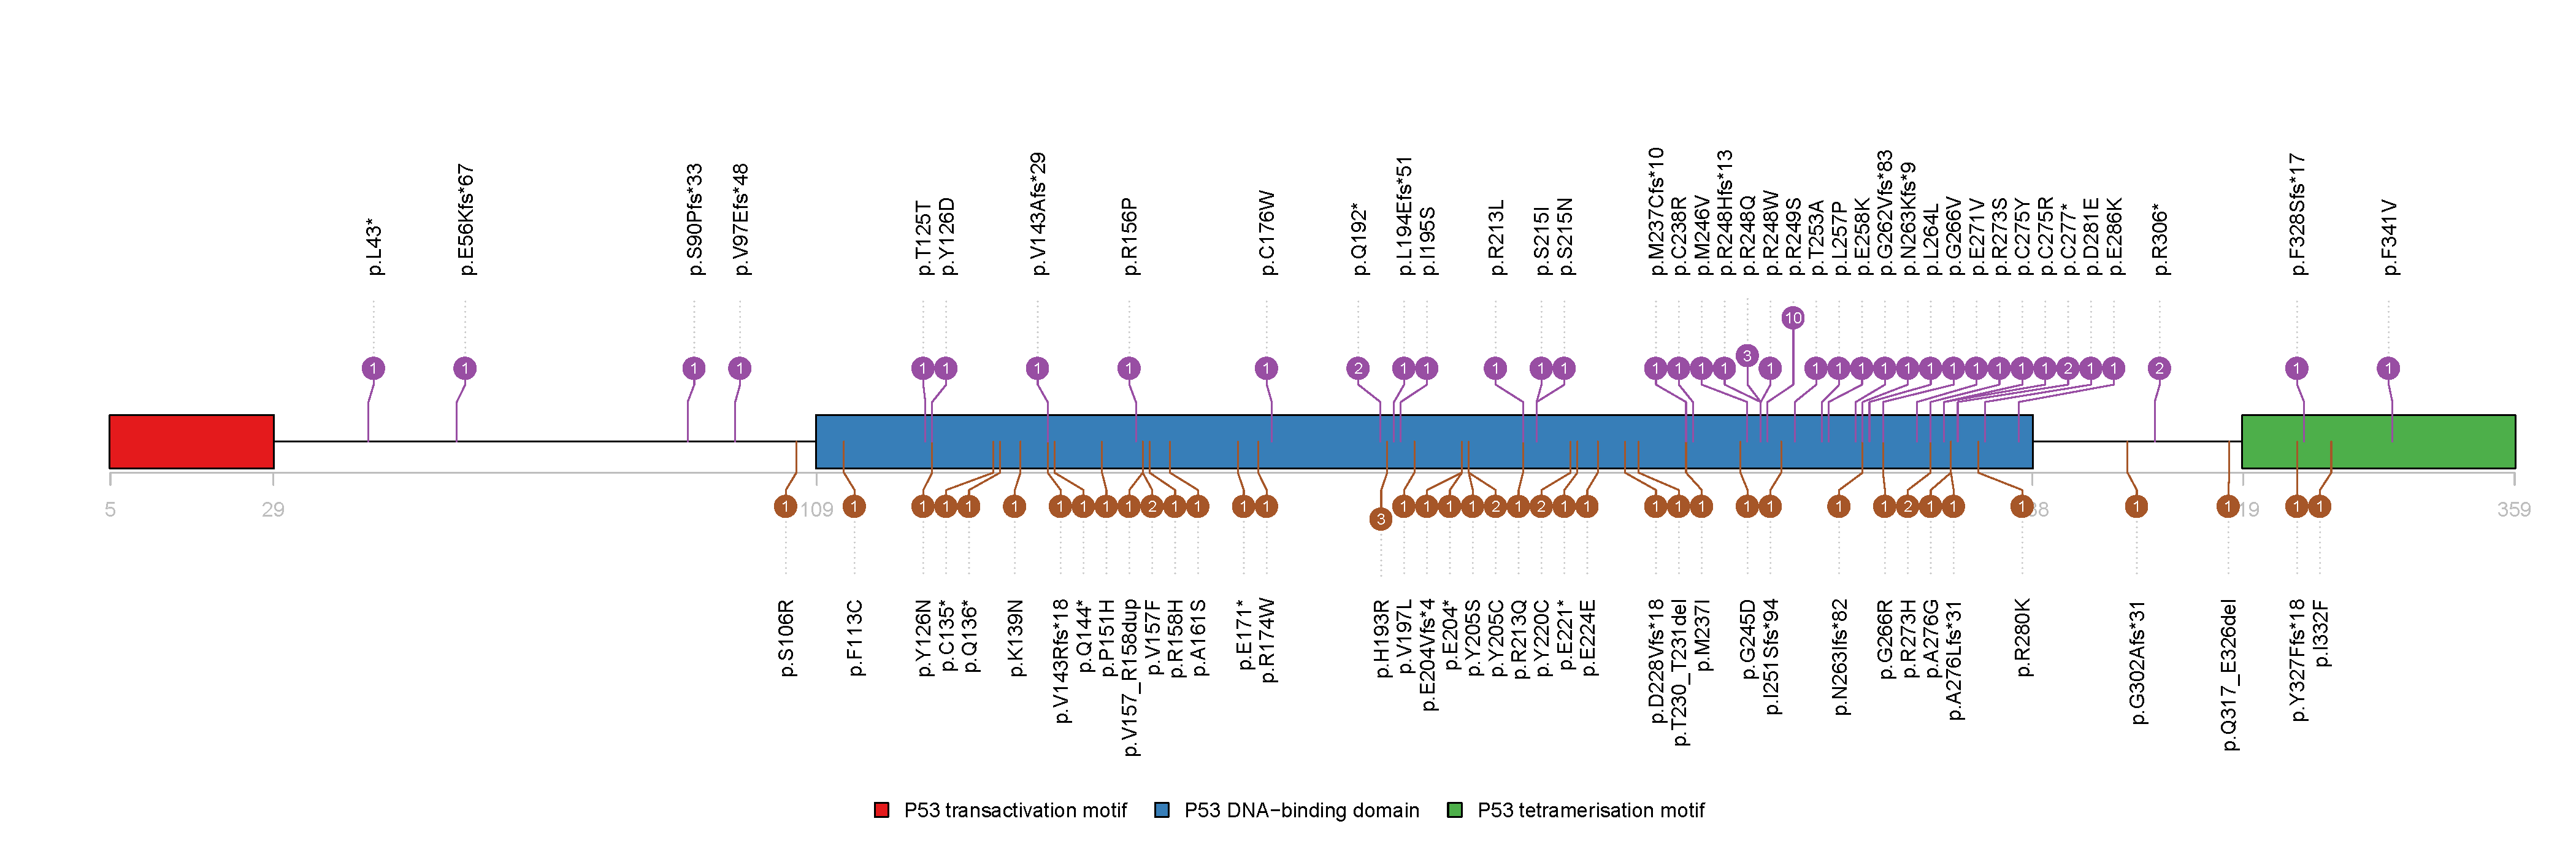 p.L43*
p.E56Kfs*67
p.S90Pfs*33
p.V97Efs*48
p.T125T
p.Y126D
p.V143Afs*29
p.R156P
p.C176W
p.Q192*
p.L194Efs*51
p.I195S
p.R213L
p.S215I
p.S215N
p.M237Cfs*10
p.C238R
p.M246V
p.R248Hfs*13
p.R248Q
p.R248W
p.R249S
p.T253A
p.L257P
p.E258K
p.G262Vfs*83
p.N263Kfs*9
p.L264L
p.G266V
p.E271V
p.R273S
p.C275Y
p.C275R
p.C277*
p.D281E
p.E286K
p.R306*
p.F328Sfs*17
p.F341V
10
3
1 1 1 1 1 1 1 1 1 2 1 1 1 1 1 1 1 1 1 1 1 1 1 1 1 1 1 1 1 1 1 2 1 1 2 1 1
1 1 1 1 1 1 1 1 1 1 2 1 1 1 1 1 1 1 1 2 1 2 1 1 1 1 1 1 1 1 1 2 1 1 1 1 1 1 1
3
5 29 109 38 19 359
p.S106R
p.F113C
p.Y126N
p.C135*
p.Q136*
p.K139N
p.V143Rfs*18
p.Q144*
p.P151H
p.V157_R158dup
p.V157F
p.R158H
p.A161S
p.E171*
p.R174W
p.H193R
p.V197L
p.E204Vfs*4
p.E204*
p.Y205S
p.Y205C
p.R213Q
p.Y220C
p.E221*
p.E224E
p.D228Vfs*18
p.T230_T231del
p.M237I
p.G245D
p.I251Sfs*94
p.N263Ifs*82
p.G266R
p.R273H
p.A276G
p.A276Lfs*31
p.R280K
p.G302Afs*31
p.Q317_E326del
p.Y327Ffs*18
p.I332F
P53 transactivation motif
P53 DNA−binding domain
P53 tetramerisation motif